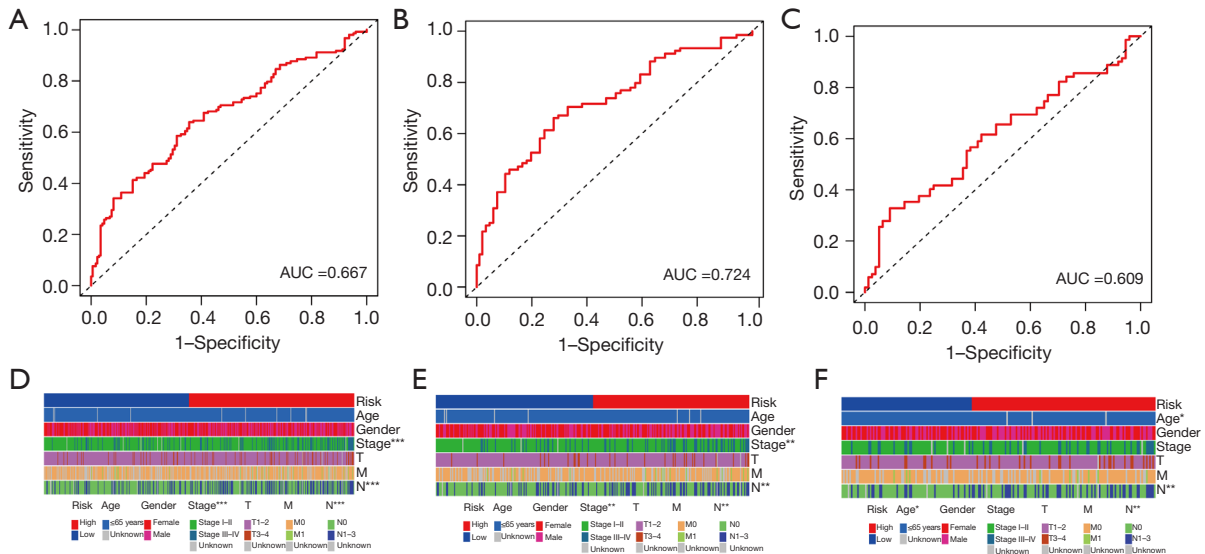 A
B
C
1.0
0.8
0.6
0.4
0.2
0.0
Sensitivity
AUC =0.667
0.0 0.2 0.4 0.6 0.8 1.0
1–Specificity
1.0
0.8
0.6
0.4
0.2
0.0
Sensitivity
AUC =0.724
0.0 0.2 0.4 0.6 0.8 1.0
1–Specificity
1.0
0.8
0.6
0.4
0.2
0.0
Sensitivity
AUC =0.609
0.0 0.2 0.4 0.6 0.8 1.0
1–Specificity
D
Risk
Age
Gender
Stage***
T
M
N***
Risk Age Gender Stage*** T M N***
High ≤65 years Female Stage I–II T1–2 M0 N0
Low Unknown Male Stage III–IV T3–4 M1 N1–3
Unknown Unknown Unknown Unknown
E
Risk
Age
Gender
Stage**
T
M
N**
Risk Age Gender Stage** T M N**
High ≤65 years Female Stage I–II T1–2 M0 N0
Low Unknown Male Stage III–IV T3–4 M1 N1–3
Unknown Unknown Unknown Unknown
F
Risk
Age*
Gender
Stage
T
M
N**
Risk Age* Gender Stage T M N**
High ≤65 years Female Stage I–II T1–2 M0 N0
Low Unknown Male Stage III–IV T3–4 M1 N1–3
Unknown Unknown Unknown Unknown